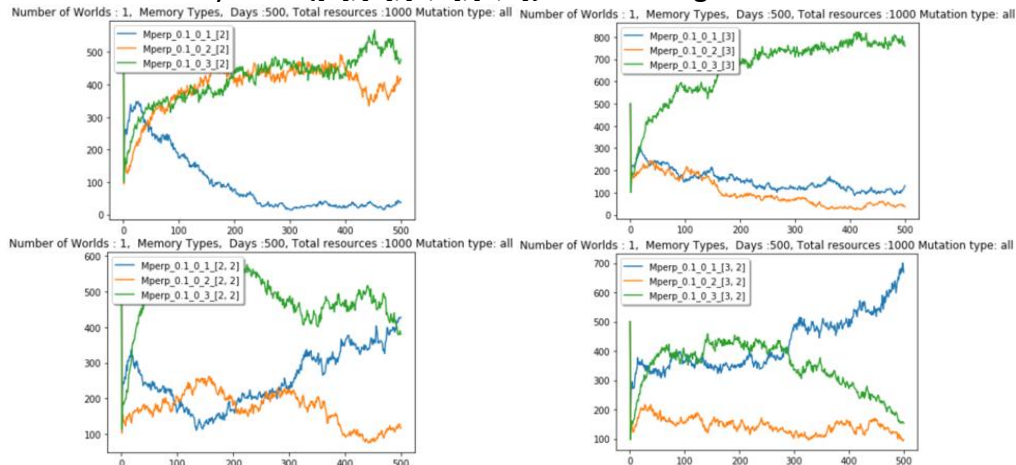 Number of Worlds : 1, Memory Types, Days :500, Total resources :1000 Mutation type: all
Mperp_0.1_0_1_[2]
Mperp_0.1_0_2_[2]
Mperp_0.1_0_3_[2]
500
400
300
200
100
0
0 100 200 300 400 500
Number of Worlds : 1, Memory Types, Days :500, Total resources :1000 Mutation type: all
Mperp_0.1_0_1_[3]
Mperp_0.1_0_2_[3]
Mperp_0.1_0_3_[3]
800
700
600
500
400
300
200
100
0
0 100 200 300 400 500
Number of Worlds : 1, Memory Types, Days :500, Total resources :1000 Mutation type: all
Mperp_0.1_0_1_[2, 2]
Mperp_0.1_0_2_[2, 2]
Mperp_0.1_0_3_[2, 2]
600
500
400
300
200
100
0 100 200 300 400 500
Number of Worlds : 1, Memory Types, Days :500, Total resources :1000 Mutation type: all
Mperp_0.1_0_1_[3, 2]
Mperp_0.1_0_2_[3, 2]
Mperp_0.1_0_3_[3, 2]
700
600
500
400
300
200
100
0 100 200 300 400 500